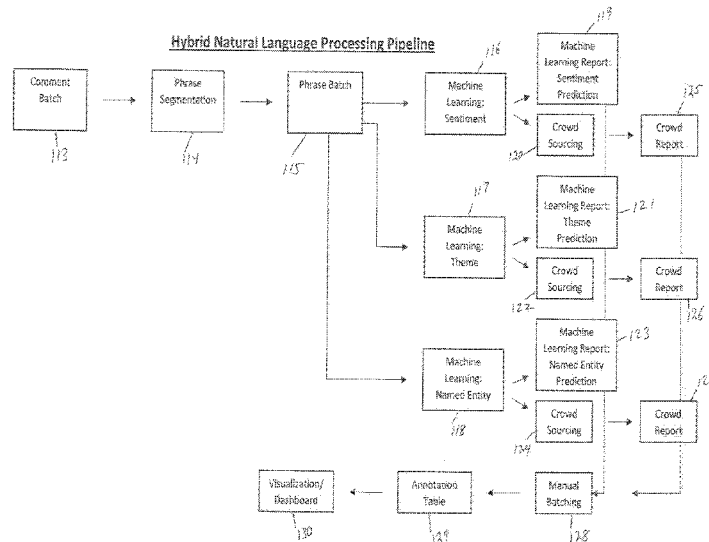 Hybrid Natural Language Processing Pipeline
Comment
Batch
113
Phrase
Segmentation
114
Phrase Batch
115
116
Machine
Learning:
Sentiment
119
Machine
Learning Report:
Sentiment
Prediction
120
Crowd
Sourcing
125
Crowd
Report
117
Machine
Learning:
Theme
121
Machine
Learning Report:
Theme
Prediction
122
Crowd
Sourcing
Crowd
Report
126
Machine
Learning:
Named Entity
118
123
Machine
Learning Report:
Named Entity
Prediction
124
Crowd
Sourcing
12
Crowd
Report
Visualization/
Dashboard
130
Annotation
Table
129
Manual
Batching
128